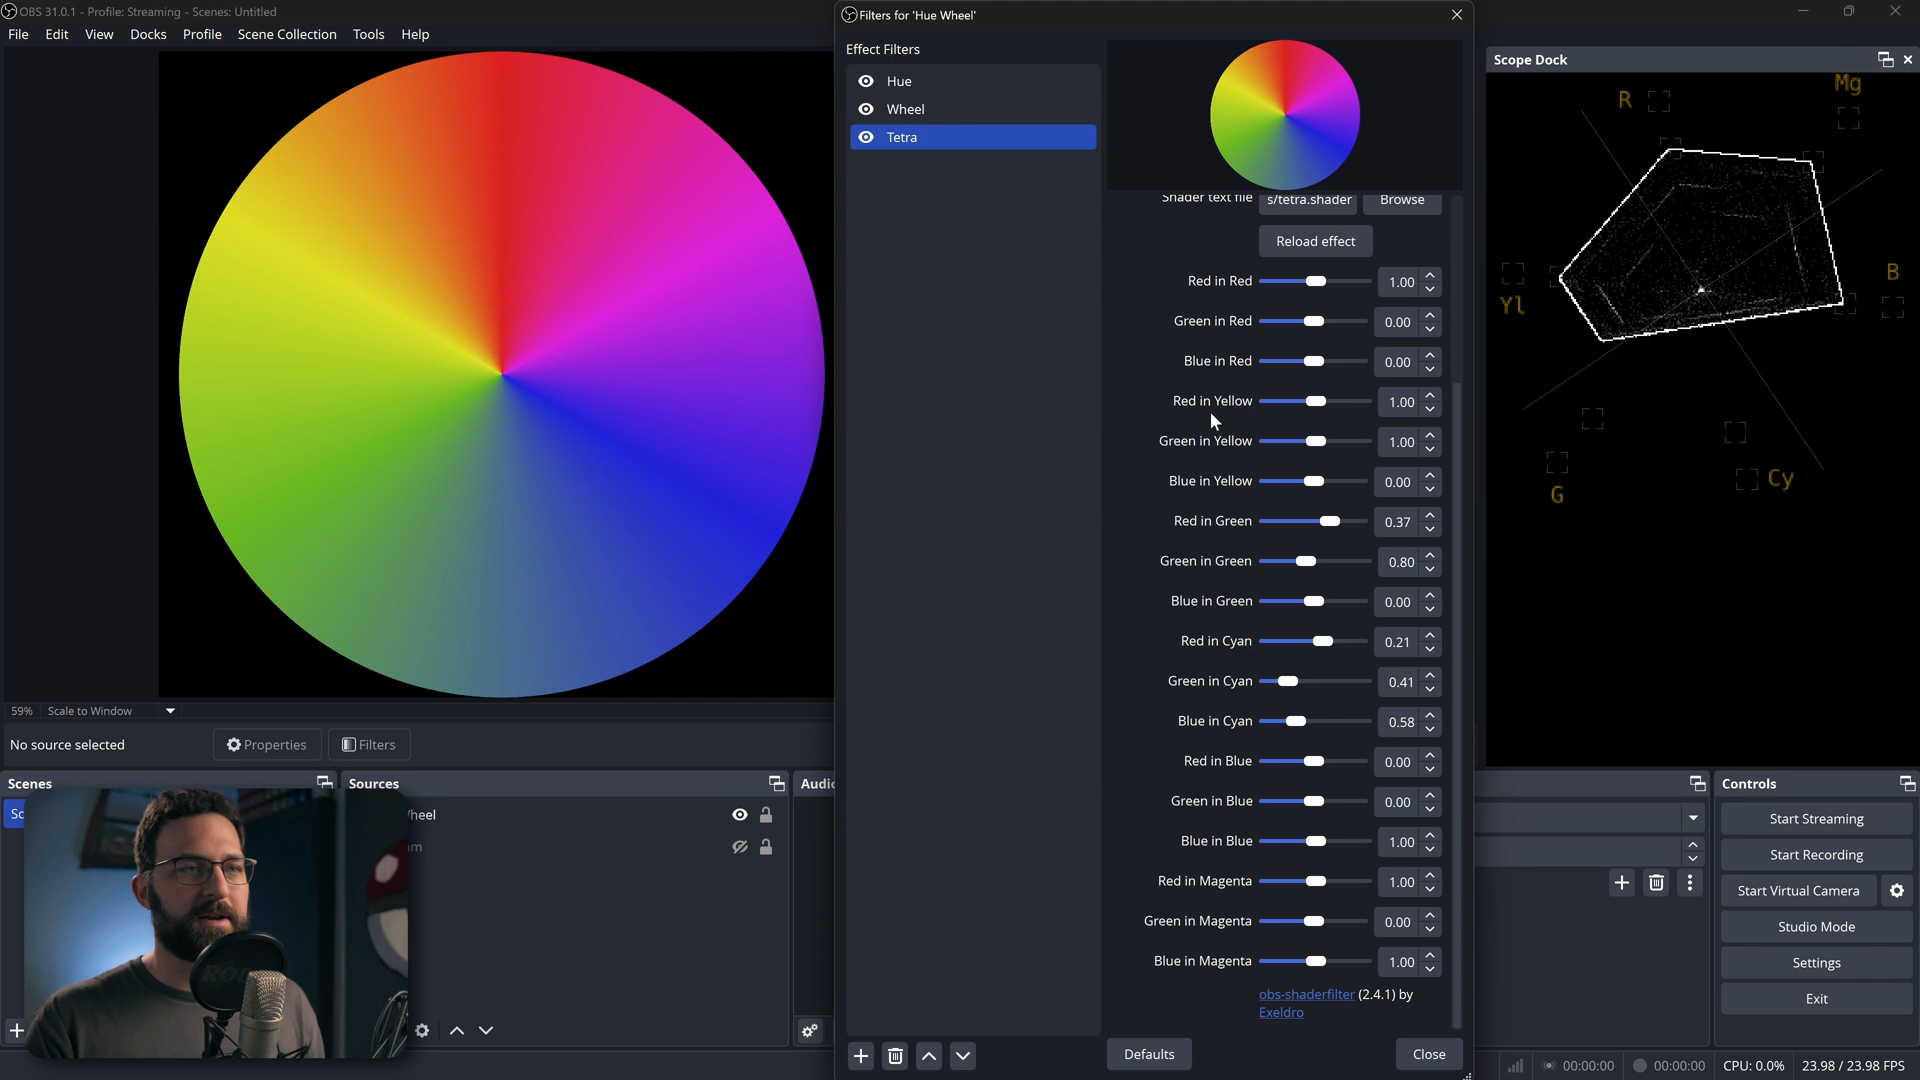 OBS 31.0.1 - Profile: Streaming - Scenes: Untitled
File Edit View Docks Profile Scene Collection Tools Help
Filters for 'Hue Wheel'
Effect Filters
Hue
Wheel
Tetra
Shader text file s/tetra.shader Browse
Reload effect
Red in Red 1.00
Green in Red 0.00
Blue in Red 0.00
Red in Yellow 1.00
Green in Yellow 1.00
Blue in Yellow 0.00
Red in Green 0.37
Green in Green 0.80
Blue in Green 0.00
Red in Cyan 0.21
Green in Cyan 0.41
Blue in Cyan 0.58
Red in Blue 0.00
Green in Blue 0.00
Blue in Blue 1.00
Red in Magenta 1.00
Green in Magenta 0.00
Blue in Magenta 1.00
obs-shaderfilter (2.4.1) by
Exeldro
Defaults Close
Scope Dock
R Mg
B
Yl
G Cy
59% Scale to Window
No source selected Properties Filters
Scenes Sources Audio
Sc
heel
RØDE
Controls
Start Streaming
Start Recording
Start Virtual Camera
Studio Mode
Settings
Exit
00:00:00 00:00:00 CPU: 0.0% 23.98 / 23.98 FPS